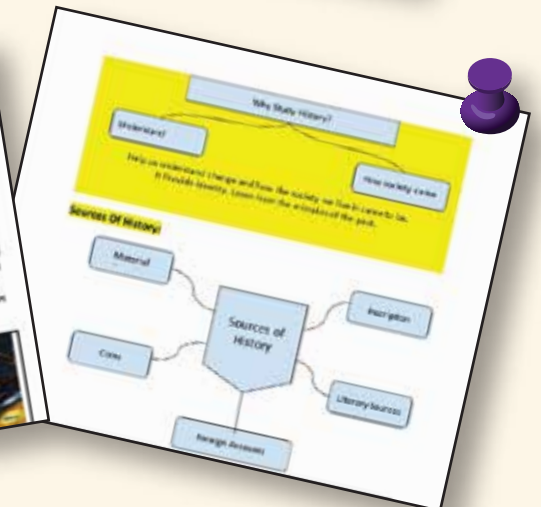 Why Study History?
Understand
How society came
Help us understand change and how the society we live in came to be.
It Provide Identity. Learn from the mistakes of the past.
Sources Of History:
Material
Inscription
Sources of
History
Coins
Literary Sources
Foreign Accounts